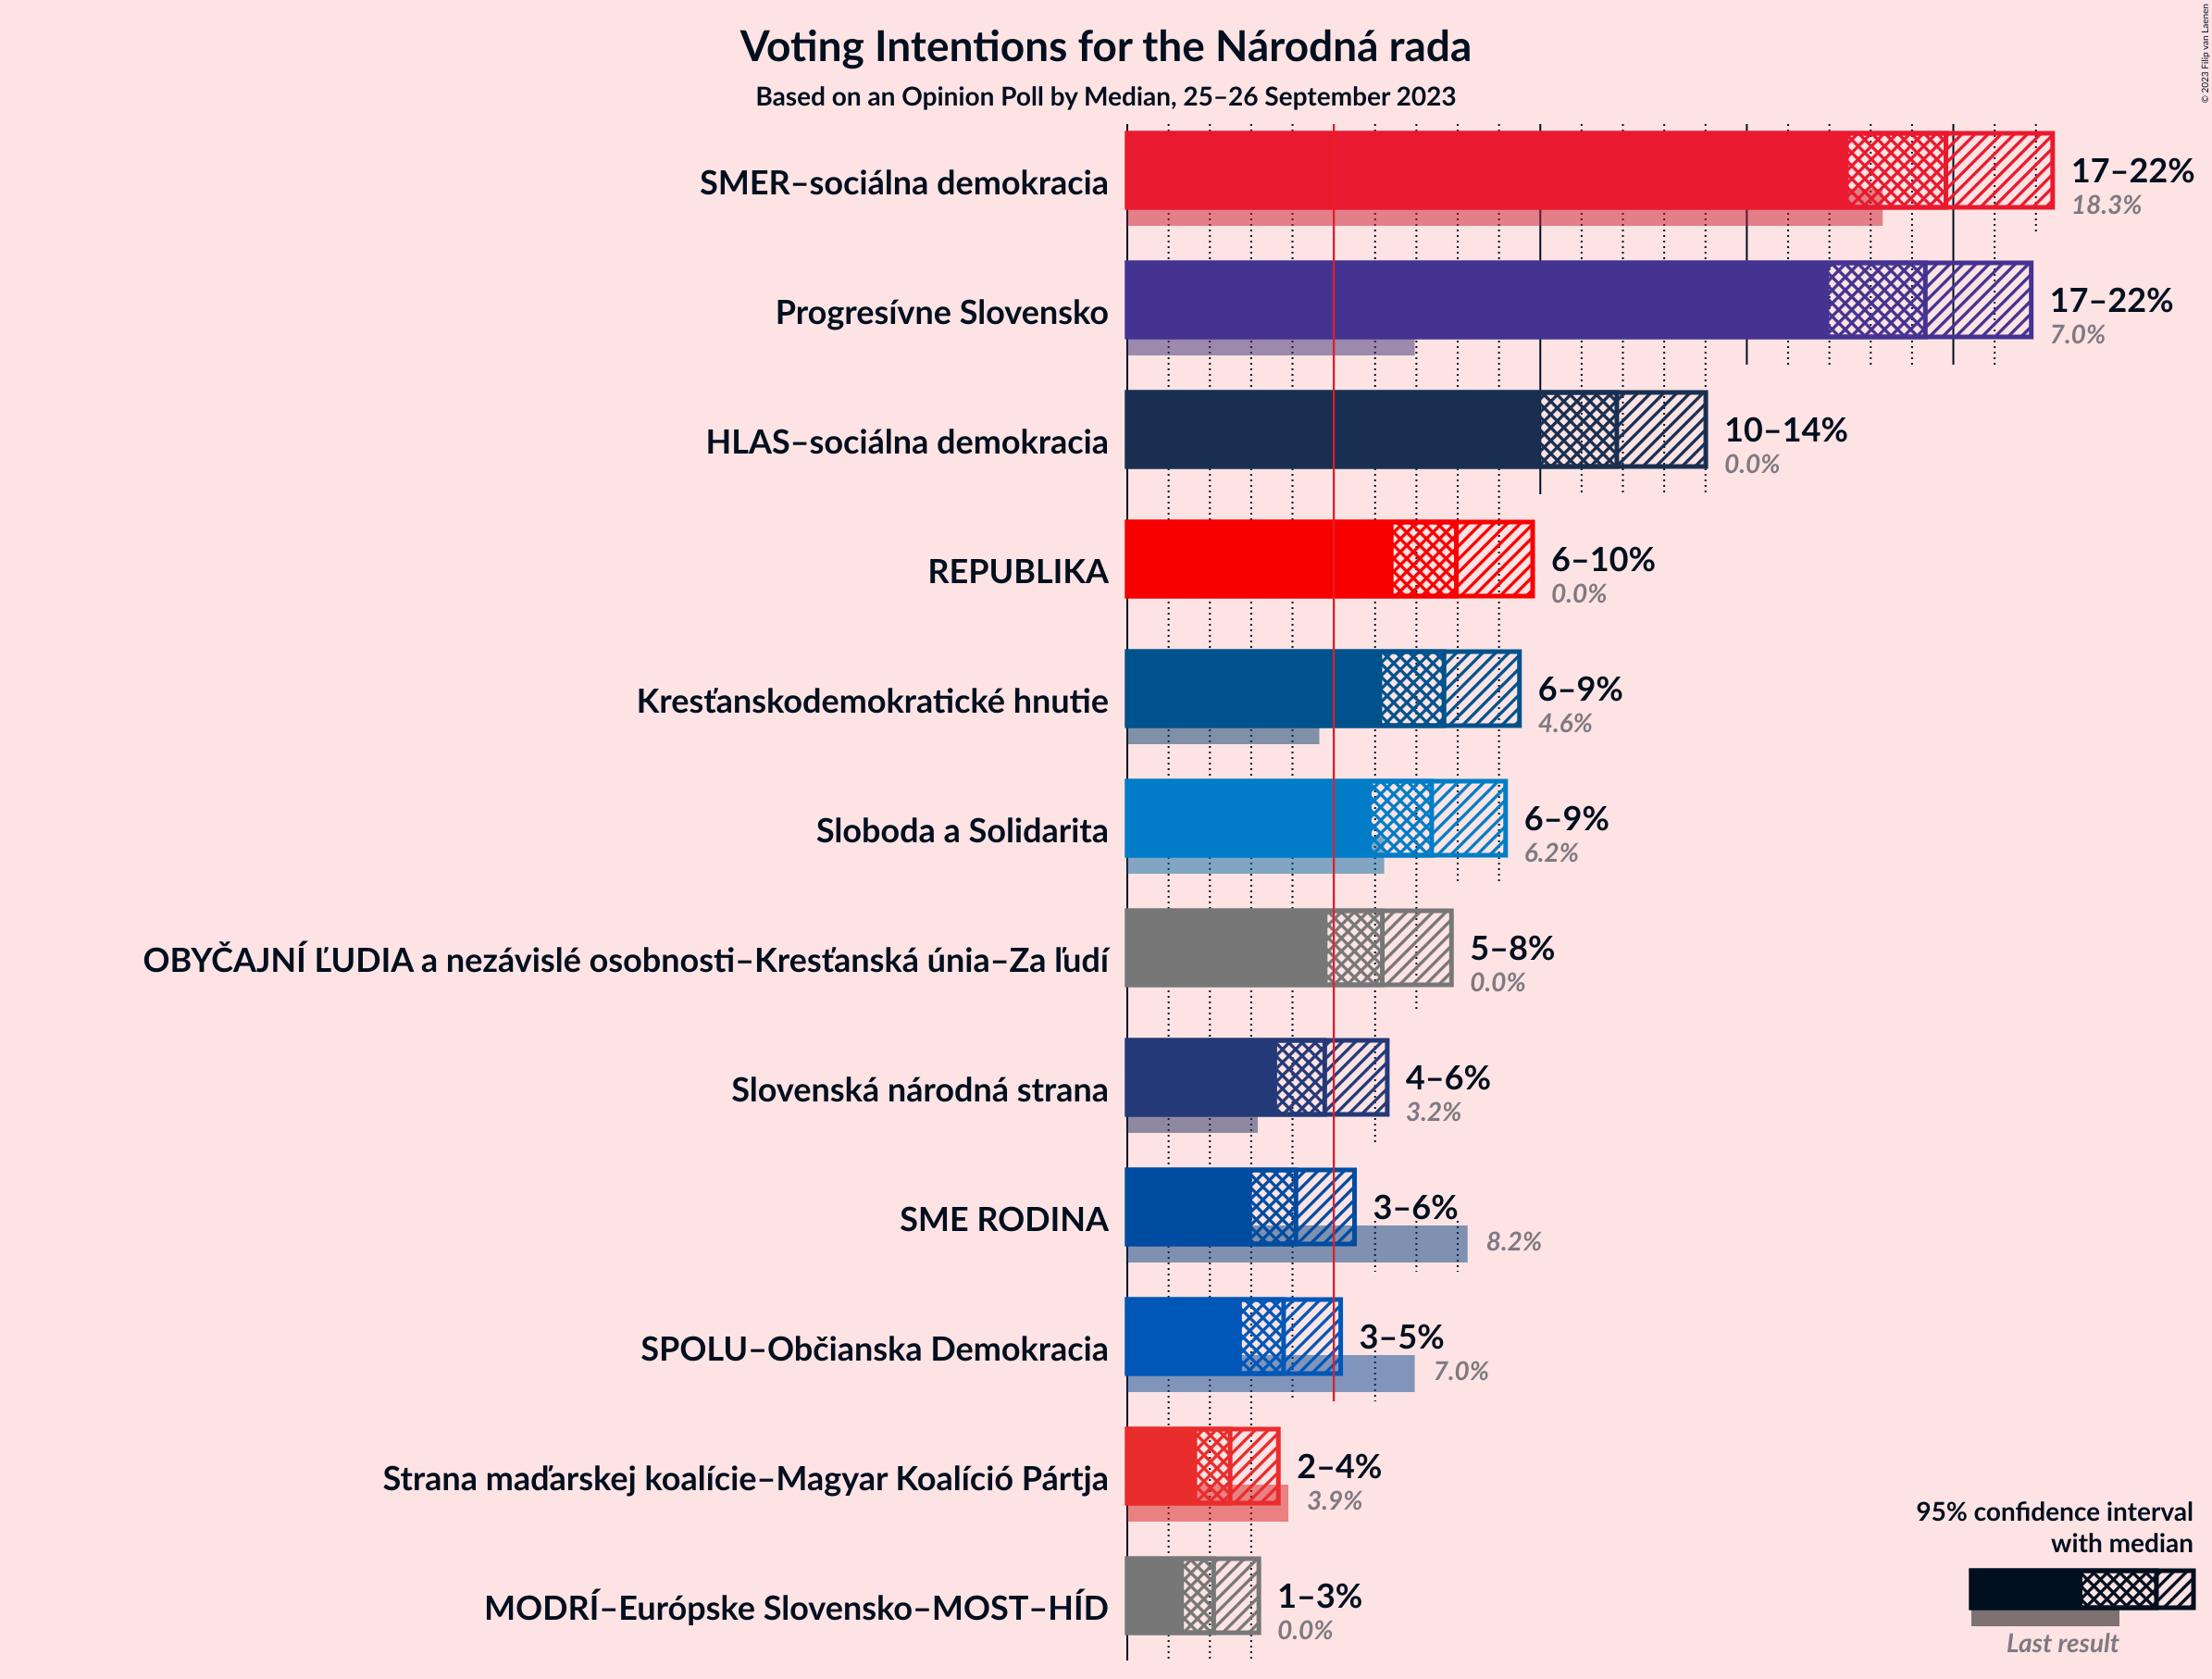 Voting Intentions for the Národná rada
Based on an Opinion Poll by Median, 25–26 September 2023
© 2023 Filip van Laenen
SMER–sociálna demokracia
17–22%
18.3%
Progresívne Slovensko
17–22%
7.0%
HLAS–sociálna demokracia
10–14%
0.0%
REPUBLIKA
6–10%
0.0%
Kresťanskodemokratické hnutie
6–9%
4.6%
Sloboda a Solidarita
6–9%
6.2%
OBYČAJNÍ ĽUDIA a nezávislé osobnosti–Kresťanská únia–Za ľudí
5–8%
0.0%
Slovenská národná strana
4–6%
3.2%
SME RODINA
3–6%
8.2%
SPOLU–Občianska Demokracia
3–5%
7.0%
Strana maďarskej koalície–Magyar Koalíció Pártja
2–4%
3.9%
MODRÍ–Európske Slovensko–MOST–HÍD
1–3%
0.0%
95% confidence interval
with median
Last result